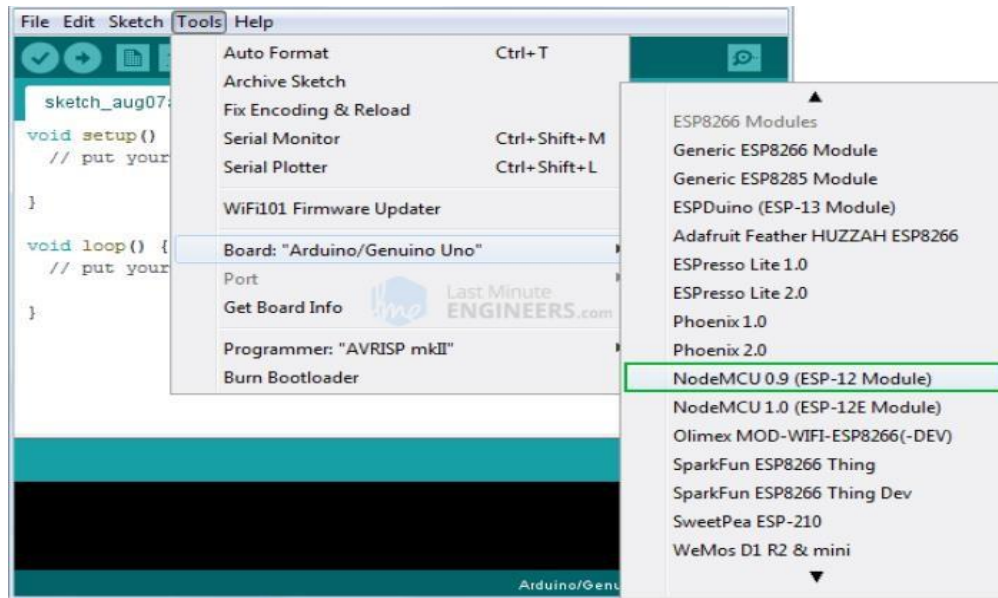 File Edit Sketch Tools Help
sketch_aug07a
void setup()
// put your
}
void loop() {
// put your
}
Auto Format Ctrl+T
Archive Sketch
Fix Encoding & Reload
Serial Monitor Ctrl+Shift+M
Serial Plotter Ctrl+Shift+L
WiFi101 Firmware Updater
Board: "Arduino/Genuino Uno"
Port
Get Board Info
Programmer: "AVRISP mkII"
Burn Bootloader
Last Minute
ENGINEERS.com
ESP8266 Modules
Generic ESP8266 Module
Generic ESP8285 Module
ESPDuino (ESP-13 Module)
Adafruit Feather HUZZAH ESP8266
ESPresso Lite 1.0
ESPresso Lite 2.0
Phoenix 1.0
Phoenix 2.0
NodeMCU 0.9 (ESP-12 Module)
NodeMCU 1.0 (ESP-12E Module)
Olimex MOD-WIFI-ESP8266(-DEV)
SparkFun ESP8266 Thing
SparkFun ESP8266 Thing Dev
SweetPea ESP-210
WeMos D1 R2 & mini
Arduino/Genu